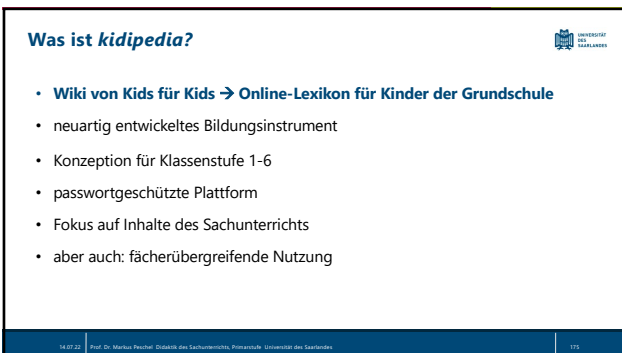 Was ist kidipedia?
UNIVERSITÄT
DES
SAARLANDES
• Wiki von Kids für Kids → Online-Lexikon für Kinder der Grundschule
• neuartig entwickeltes Bildungsinstrument
• Konzeption für Klassenstufe 1-6
• passwortgeschützte Plattform
• Fokus auf Inhalte des Sachunterrichts
• aber auch: fächerübergreifende Nutzung
14.07.22 Prof. Dr. Markus Peschel Didaktik des Sachunterrichts, Primarstufe Universität des Saarlandes 175